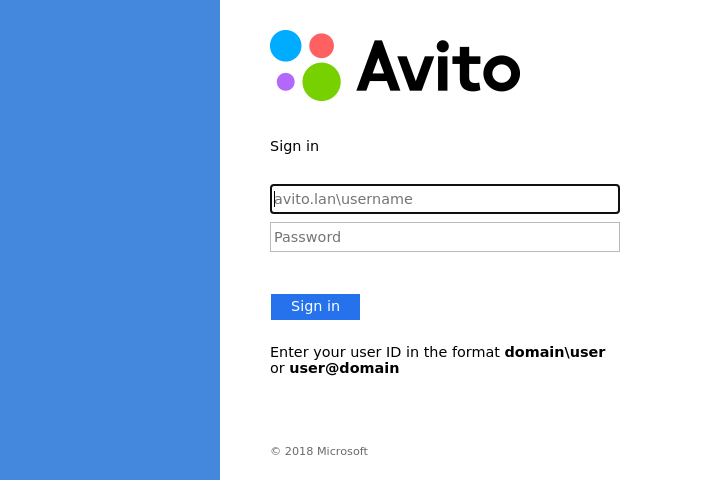 Avito
Sign in
avito.lan\username
Password
Sign in
Enter your user ID in the format domain\user
or user@domain
© 2018 Microsoft